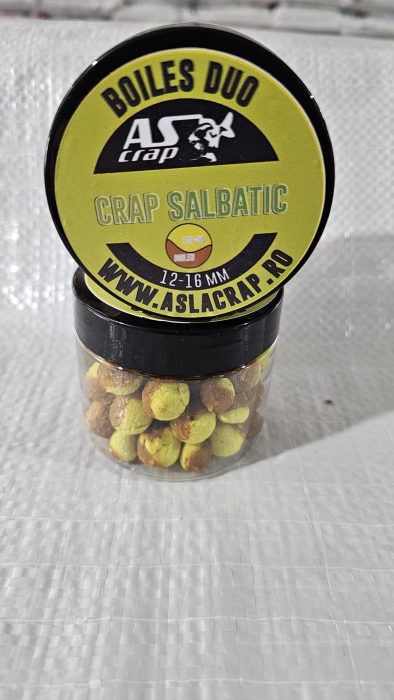 BOILES DUO
AS
crap
CRAP SALBATIC
12-16 MM
WWW.ASLACRAP.RO